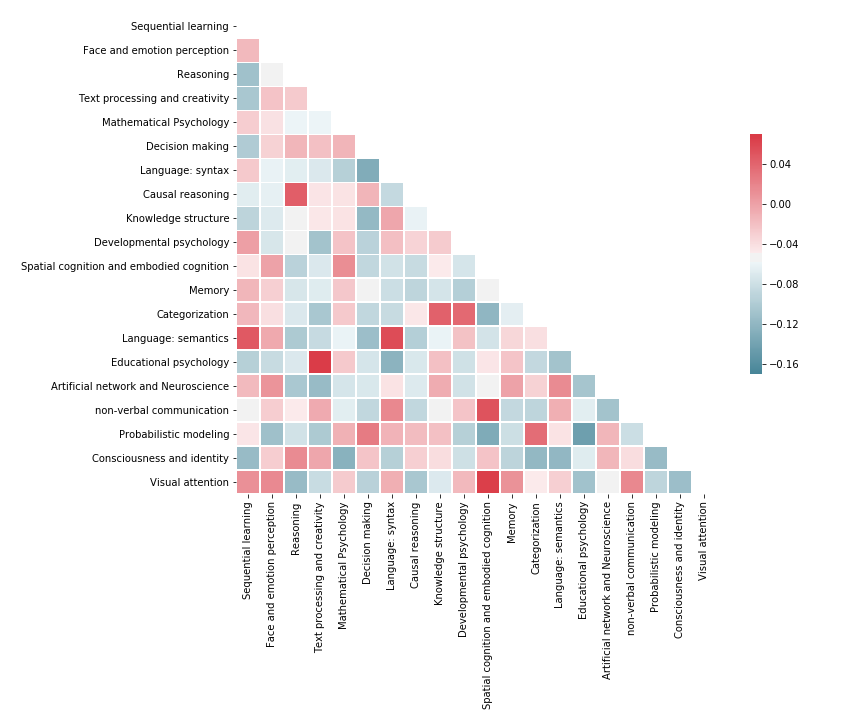 Sequential learning
Face and emotion perception
Reasoning
Text processing and creativity
Mathematical Psychology
Decision making
Language: syntax
Causal reasoning
Knowledge structure
Developmental psychology
Spatial cognition and embodied cognition
Memory
Categorization
Language: semantics
Educational psychology
Artificial network and Neuroscience
non-verbal communication
Probabilistic modeling
Consciousness and identity
Visual attention
Sequential learning
Face and emotion perception
Reasoning
Text processing and creativity
Mathematical Psychology
Decision making
Language: syntax
Causal reasoning
Knowledge structure
Developmental psychology
Spatial cognition and embodied cognition
Memory
Categorization
Language: semantics
Educational psychology
Artificial network and Neuroscience
non-verbal communication
Probabilistic modeling
Consciousness and identity
Visual attention
0.04
0.00
−0.04
−0.08
−0.12
−0.16